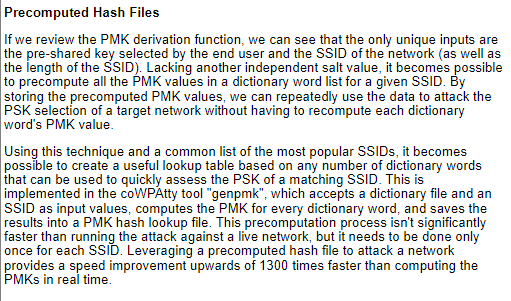 Precomputed Hash Files
If we review the PMK derivation function, we can see that the only unique inputs are
the pre-shared key selected by the end user and the SSID of the network (as well as
the length of the SSID). Lacking another independent salt value, it becomes possible
to precompute all the PMK values in a dictionary word list for a given SSID. By
storing the precomputed PMK values, we can repeatedly use the data to attack the
PSK selection of a target network without having to recompute each dictionary
word's PMK value.
Using this technique and a common list of the most popular SSIDs, it becomes
possible to create a useful lookup table based on any number of dictionary words
that can be used to quickly assess the PSK of a matching SSID. This is
implemented in the coWPAtty tool "genpmk", which accepts a dictionary file and an
SSID as input values, computes the PMK for every dictionary word, and saves the
results into a PMK hash lookup file. This precomputation process isn't significantly
faster than running the attack against a live network, but it needs to be done only
once for each SSID. Leveraging a precomputed hash file to attack a network
provides a speed improvement upwards of 1300 times faster than computing the
PMKs in real time.